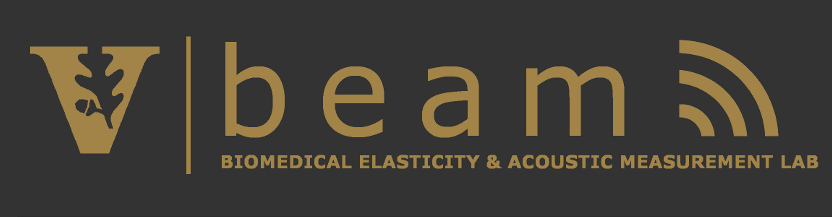 V beam
BIOMEDICAL ELASTICITY & ACOUSTIC MEASUREMENT LAB